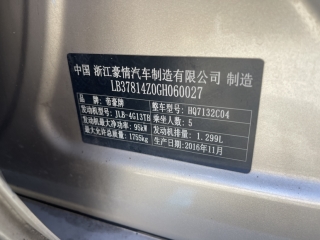 中国 浙江豪情汽车制造有限公司 制造
LB37814Z0GH060027
品牌：帝豪牌 整车型号：HQ7132C04
发动机型号：JLB-4G13TB 乘坐人数：5
发动机最大净功率：95kW 发动机排量：1.299L
最大允许总质量：1755kg 生产日期：2016年11月